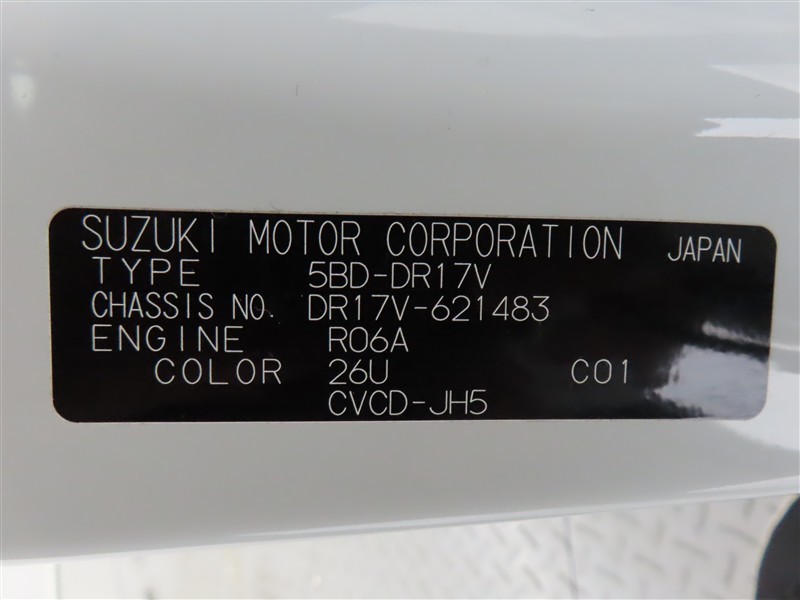 SUZUKI MOTOR CORPORATION JAPAN
TYPE 5BD-DR17V
CHASSIS NO. DR17V-621483
ENGINE R06A
COLOR 26U C01
CVCD-JH5